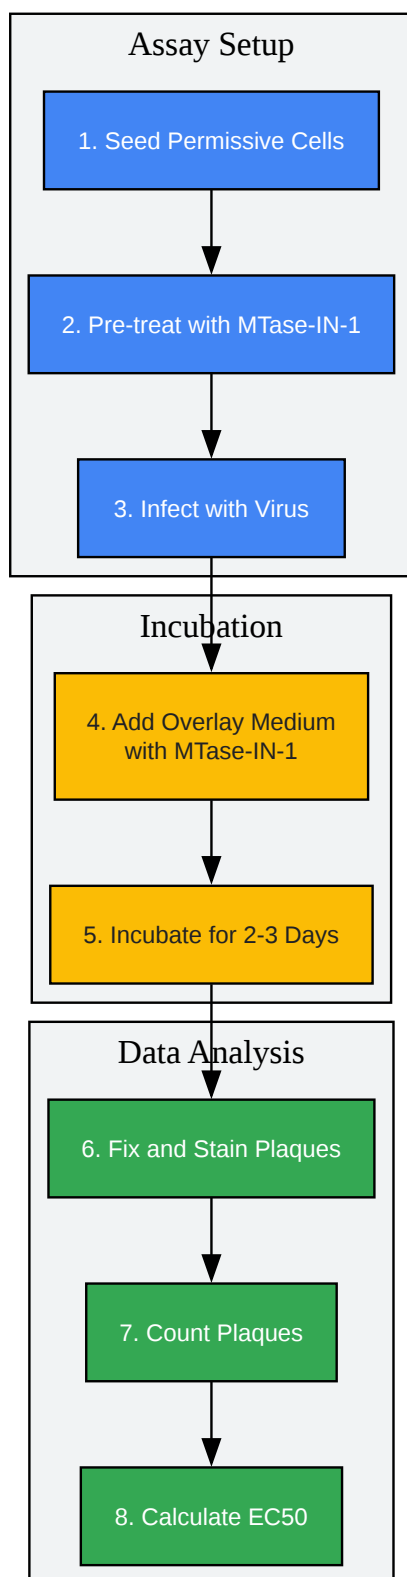 Assay Setup
1. Seed Permissive Cells
2. Pre-treat with MTase-IN-1
3. Infect with Virus
Incubation
4. Add Overlay Medium
with MTase-IN-1
5. Incubate for 2-3 Days
Data Analysis
6. Fix and Stain Plaques
7. Count Plaques
8. Calculate EC50